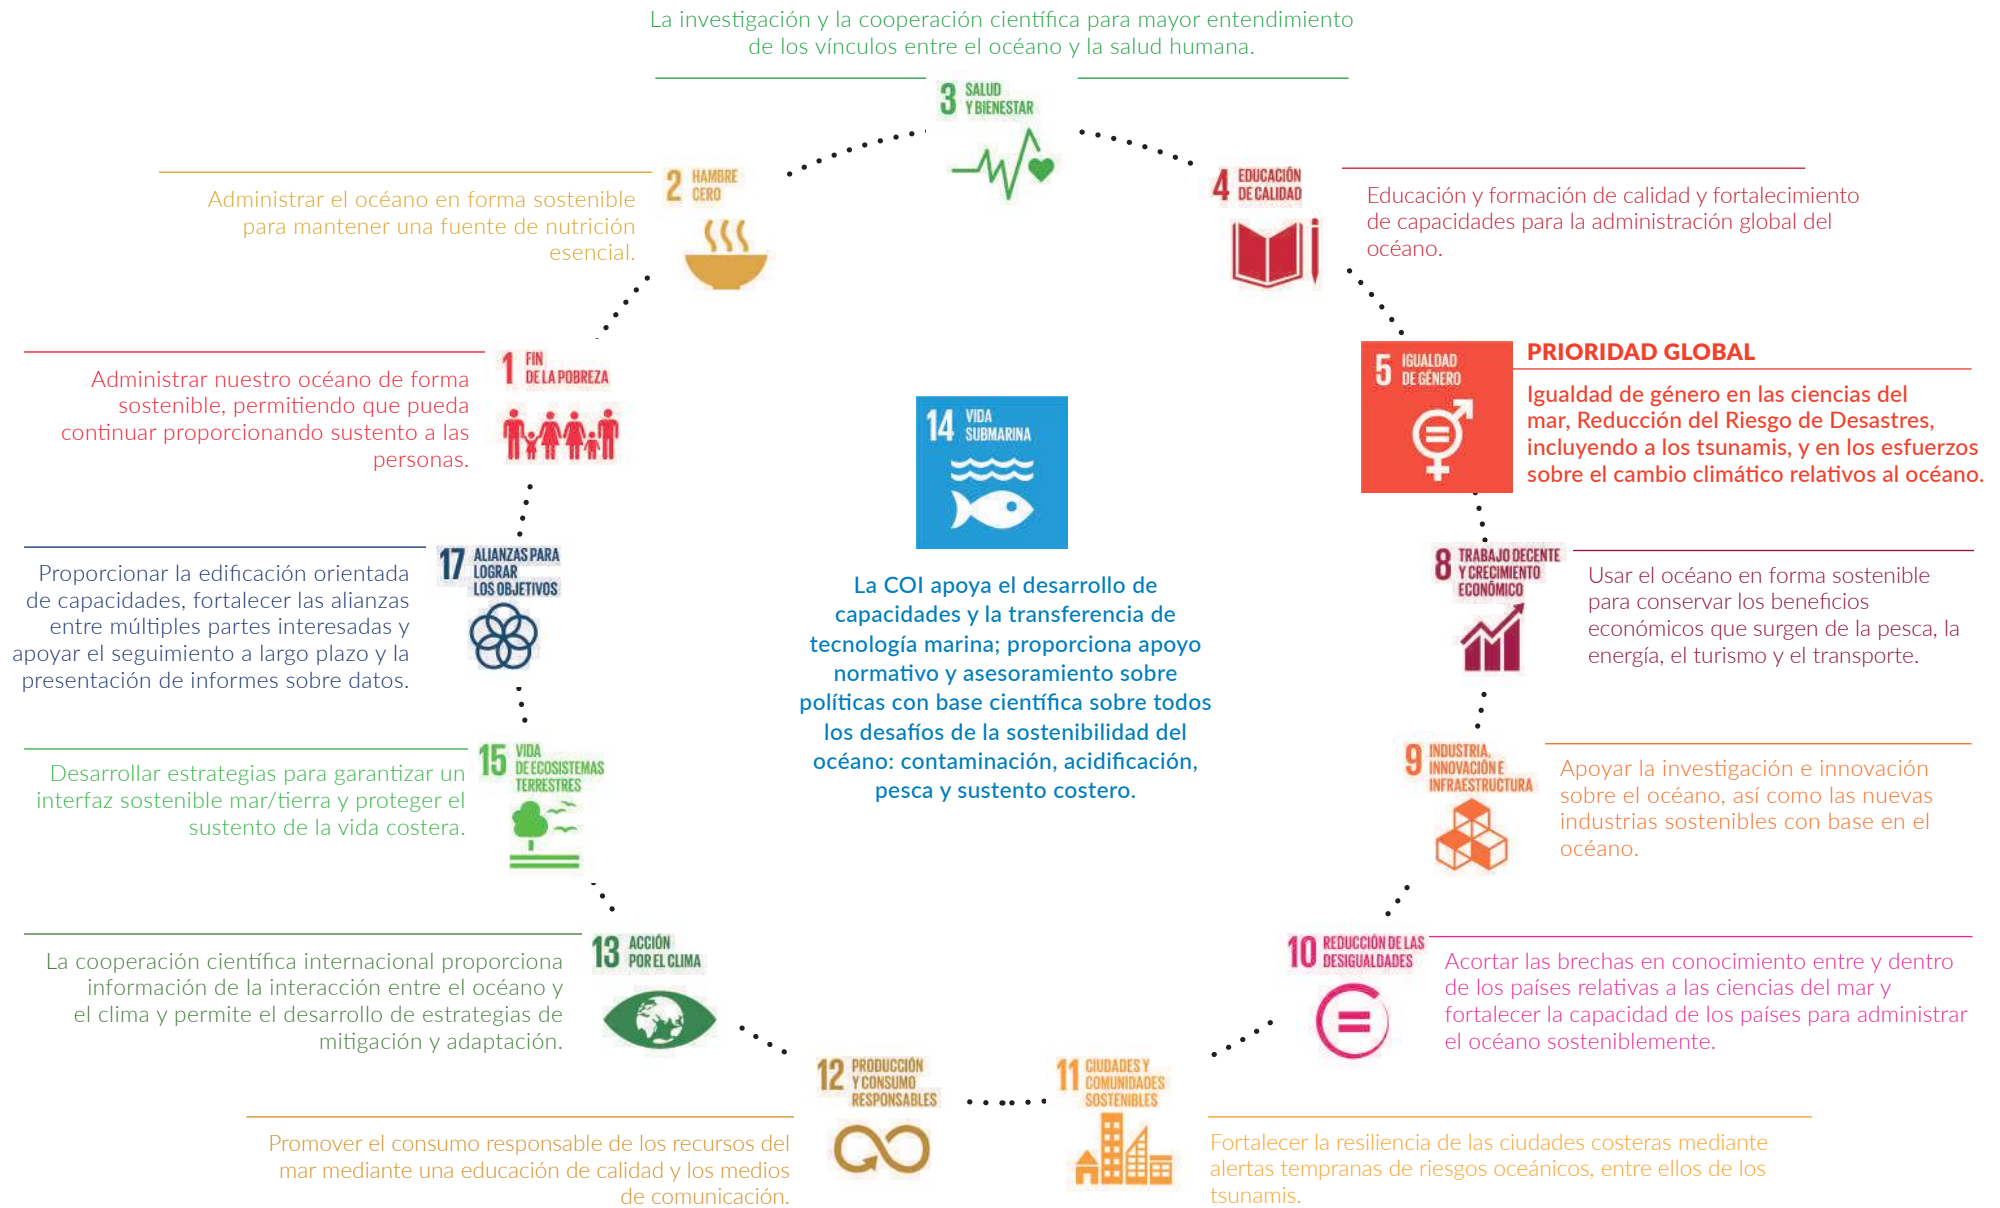 La investigación y la cooperación científica para mayor entendimiento
de los vínculos entre el océano y la salud humana.
3 SALUD
Y BIENESTAR
2 HAMBRE
CERO
Administrar el océano en forma sostenible
para mantener una fuente de nutrición
esencial.
4 EDUCACIÓN
DE CALIDAD
Educación y formación de calidad y fortalecimiento
de capacidades para la administración global del
océano.
1 FIN
DE LA POBREZA
Administrar nuestro océano de forma
sostenible, permitiendo que pueda
continuar proporcionando sustento a las
personas.
5 IGUALDAD
DE GÉNERO
PRIORIDAD GLOBAL
Igualdad de género en las ciencias del
mar, Reducción del Riesgo de Desastres,
incluyendo a los tsunamis, y en los esfuerzos
sobre el cambio climático relativos al océano.
14 VIDA
SUBMARINA
La COI apoya el desarrollo de
capacidades y la transferencia de
tecnología marina; proporciona apoyo
normativo y asesoramiento sobre
políticas con base científica sobre todos
los desafíos de la sostenibilidad del
océano: contaminación, acidificación,
pesca y sustento costero.
17 ALIANZAS PARA
LOGRAR
LOS OBJETIVOS
Proporcionar la edificación orientada
de capacidades, fortalecer las alianzas
entre múltiples partes interesadas y
apoyar el seguimiento a largo plazo y la
presentación de informes sobre datos.
8 TRABAJO DECENTE
Y CRECIMIENTO
ECONÓMICO
Usar el océano en forma sostenible
para conservar los beneficios
económicos que surgen de la pesca, la
energía, el turismo y el transporte.
15 VIDA
DE ECOSISTEMAS
TERRESTRES
Desarrollar estrategias para garantizar un
interfaz sostenible mar/tierra y proteger el
sustento de la vida costera.
9 INDUSTRIA,
INNOVACIÓN E
INFRAESTRUCTURA
Apoyar la investigación e innovación
sobre el océano, así como las nuevas
industrias sostenibles con base en el
océano.
13 ACCIÓN
POR EL CLIMA
La cooperación científica internacional proporciona
información de la interacción entre el océano y
el clima y permite el desarrollo de estrategias de
mitigación y adaptación.
10 REDUCCIÓN DE LAS
DESIGUALDADES
Acortar las brechas en conocimiento entre y dentro
de los países relativas a las ciencias del mar y
fortalecer la capacidad de los países para administrar
el océano sosteniblemente.
12 PRODUCCIÓN
Y CONSUMO
RESPONSABLES
Promover el consumo responsable de los recursos del
mar mediante una educación de calidad y los medios
de comunicación.
11 CIUDADES Y
COMUNIDADES
SOSTENIBLES
Fortalecer la resiliencia de las ciudades costeras mediante
alertas tempranas de riesgos oceánicos, entre ellos de los
tsunamis.